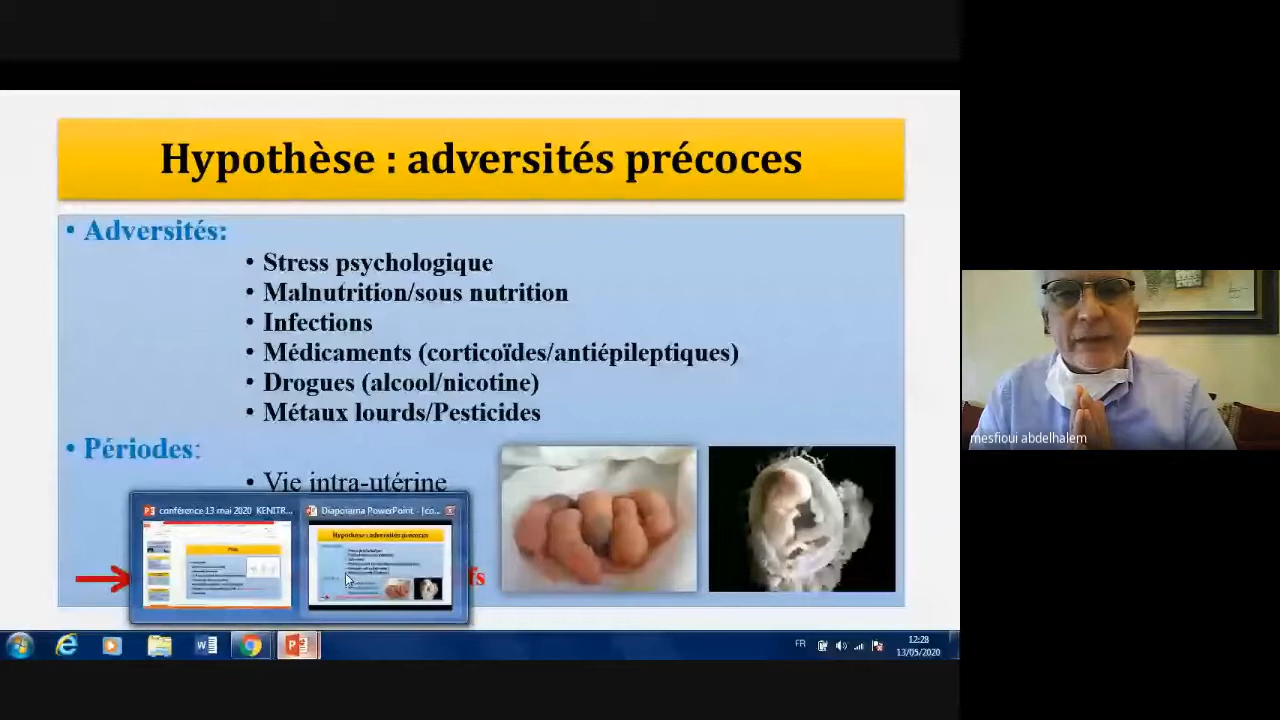 Hypothèse : adversités précoces
• Adversités:
• Stress psychologique
• Malnutrition/sous nutrition
• Infections
• Médicaments (corticoïdes/antiépileptiques)
• Drogues (alcool/nicotine)
• Métaux lourds/Pesticides
• Périodes:
• Vie intra-utérine
conférence 13 mai 2020 KENITR...
Diaporama PowerPoint - [co...
Hypothèse : adversités précoces
fs
mesfioui abdelhalem
FR
12:28
13/05/2020